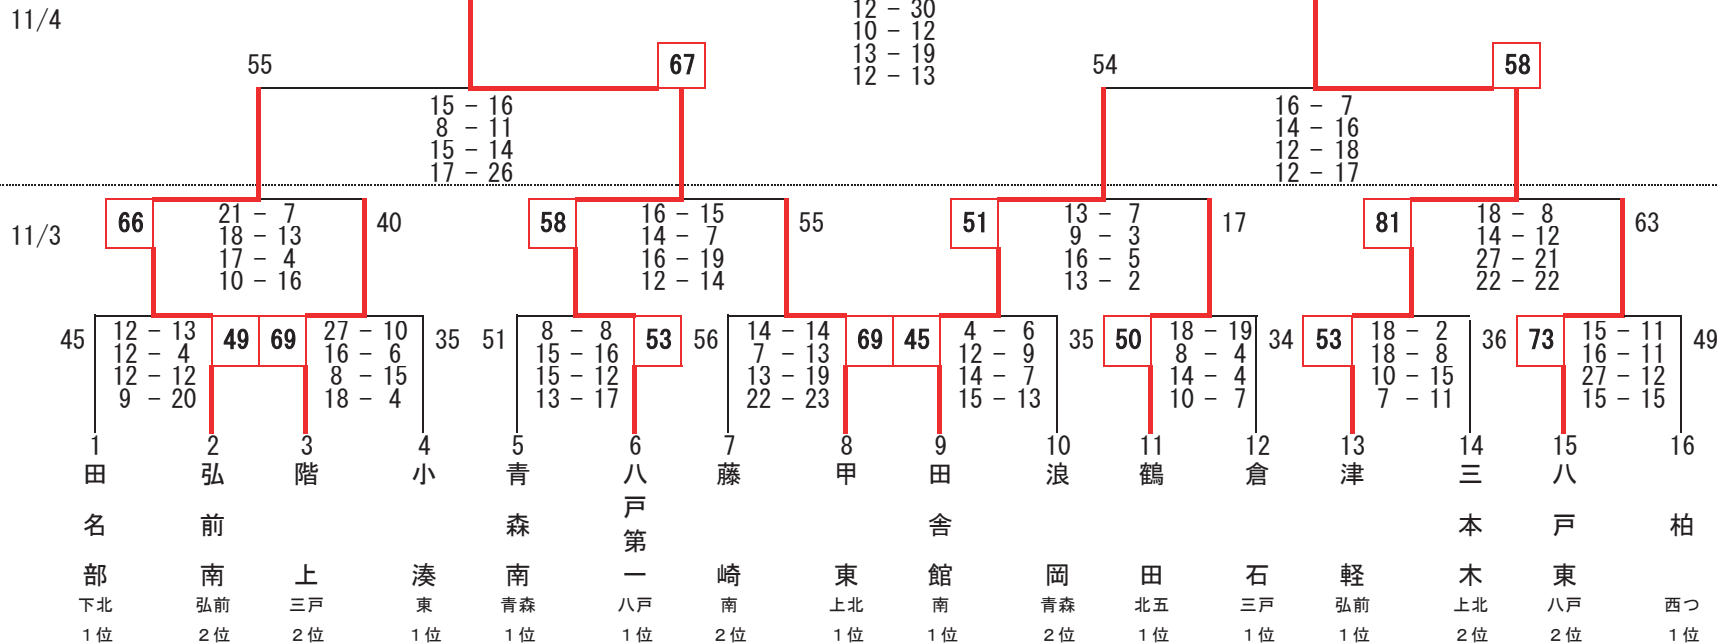 11/4
12 - 30
10 - 12
13 - 19
12 - 13
55 67 54 58
15 - 16
8 - 11
15 - 14
17 - 26
16 - 7
14 - 16
12 - 18
12 - 17
11/3
66 40 58 55 51 17 81 63
21 - 7
18 - 13
17 - 4
10 - 16
16 - 15
14 - 7
16 - 19
12 - 14
13 - 7
9 - 3
16 - 5
13 - 2
18 - 8
14 - 12
27 - 21
22 - 22
45 49 69 35 51 53 56 69 45 35 50 34 53 36 73 49
12 - 13
12 - 4
12 - 12
9 - 20
27 - 10
16 - 6
8 - 15
18 - 4
8 - 8
15 - 16
15 - 12
13 - 17
14 - 14
7 - 13
13 - 19
22 - 23
4 - 6
12 - 9
14 - 7
15 - 13
18 - 19
8 - 4
14 - 4
10 - 7
18 - 2
18 - 8
10 - 15
7 - 11
15 - 11
16 - 11
27 - 12
15 - 15
1 2 3 4 5 6 7 8 9 10 11 12 13 14 15 16
田名部
弘前南
階上
小湊
青森南
八戸第一
藤崎
甲東
田舎館
浪岡
鶴田
倉石
津軽
三本木
八戸東
柏
下北 弘前 三戸 東 青森 八戸 南 上北 南 青森 北五 三戸 弘前 上北 八戸 西つ
1位 2位 2位 1位 1位 1位 2位 1位 1位 2位 1位 1位 1位 2位 2位 1位